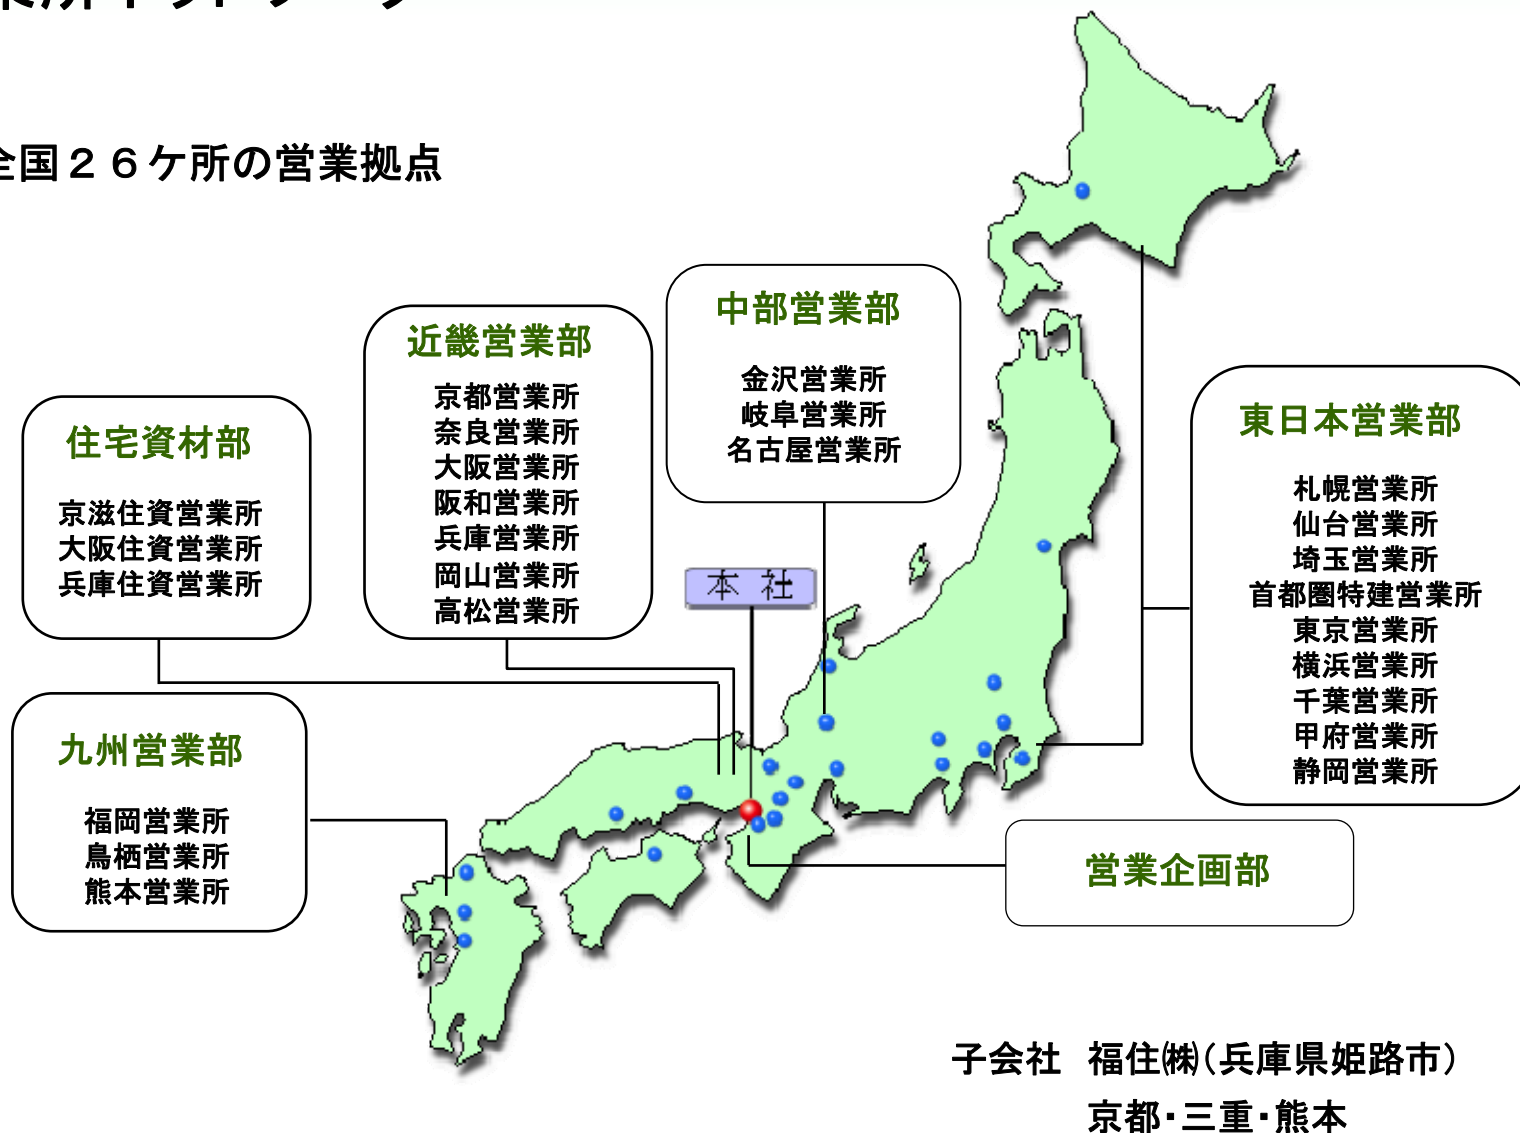 全国２６ケ所の営業拠点
中部営業部
金沢営業所
岐阜営業所
名古屋営業所
近畿営業部
京都営業所
奈良営業所
大阪営業所
阪和営業所
兵庫営業所
岡山営業所
高松営業所
住宅資材部
京滋住資営業所
大阪住資営業所
兵庫住資営業所
東日本営業部
札幌営業所
仙台営業所
埼玉営業所
首都圏特建営業所
東京営業所
横浜営業所
千葉営業所
甲府営業所
静岡営業所
本 社
九州営業部
福岡営業所
鳥栖営業所
熊本営業所
営業企画部
子会社 福住㈱（兵庫県姫路市）
京都・三重・熊本